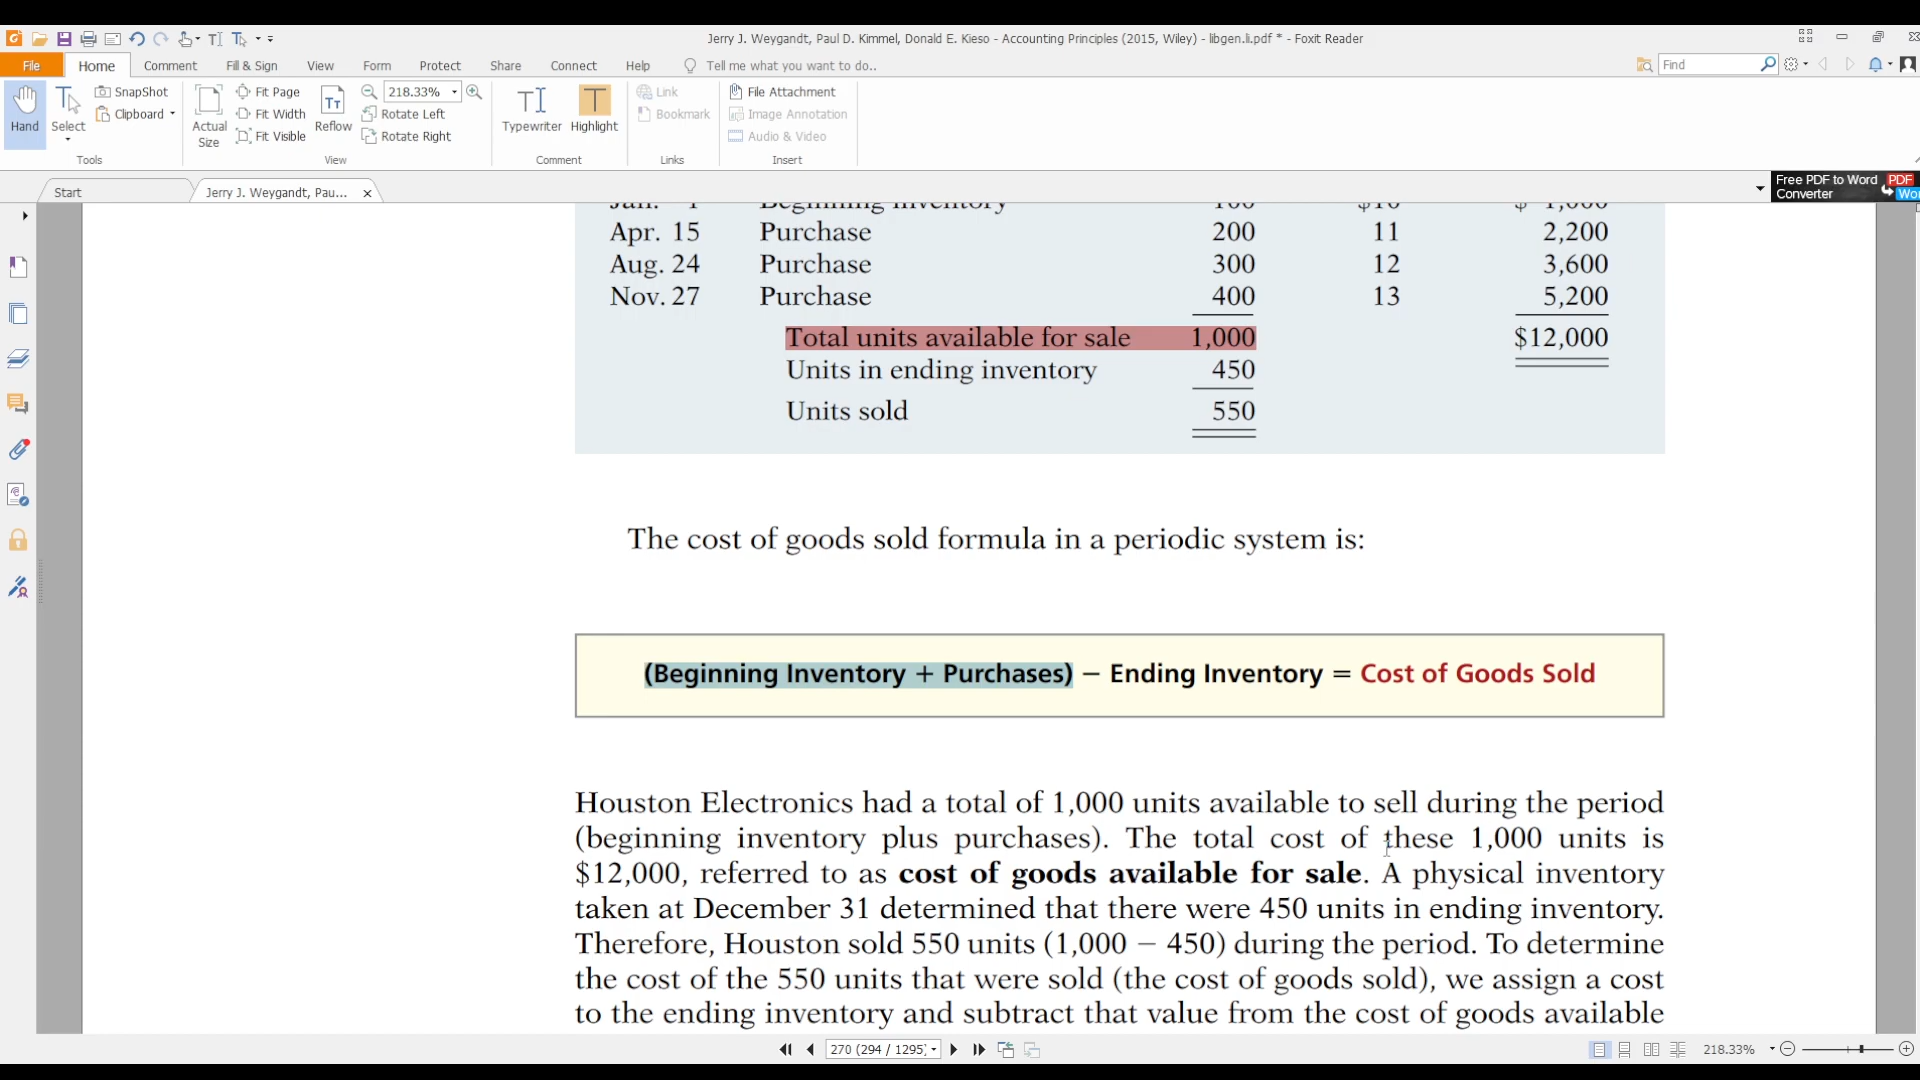 Jerry J. Weygandt, Paul D. Kimmel, Donald E. Kieso - Accounting Principles (2015, Wiley) - libgen.li.pdf * - Foxit Reader
File Home Comment Fill & Sign View Form Protect Share Connect Help Tell me what you want to do.. Find
SnapShot Fit Page 218.33% Link File Attachment
Clipboard Fit Width Rotate Left Bookmark Image Annotation
Hand Select Actual Size Fit Visible Reflow Rotate Right Typewriter Highlight Audio & Video
Tools View Comment Links Insert
Start Jerry J. Weygandt, Pau... Free PDF to Word Converter PDF
Jan. 1 Beginning inventory 100 $10 $ 1,000
Apr. 15 Purchase 200 11 2,200
Aug. 24 Purchase 300 12 3,600
Nov. 27 Purchase 400 13 5,200
Total units available for sale 1,000 $12,000
Units in ending inventory 450
Units sold 550
The cost of goods sold formula in a periodic system is:
(Beginning Inventory + Purchases) − Ending Inventory = Cost of Goods Sold
Houston Electronics had a total of 1,000 units available to sell during the period
(beginning inventory plus purchases). The total cost of these 1,000 units is
$12,000, referred to as cost of goods available for sale. A physical inventory
taken at December 31 determined that there were 450 units in ending inventory.
Therefore, Houston sold 550 units (1,000 − 450) during the period. To determine
the cost of the 550 units that were sold (the cost of goods sold), we assign a cost
to the ending inventory and subtract that value from the cost of goods available
270 (294 / 1295) 218.33%